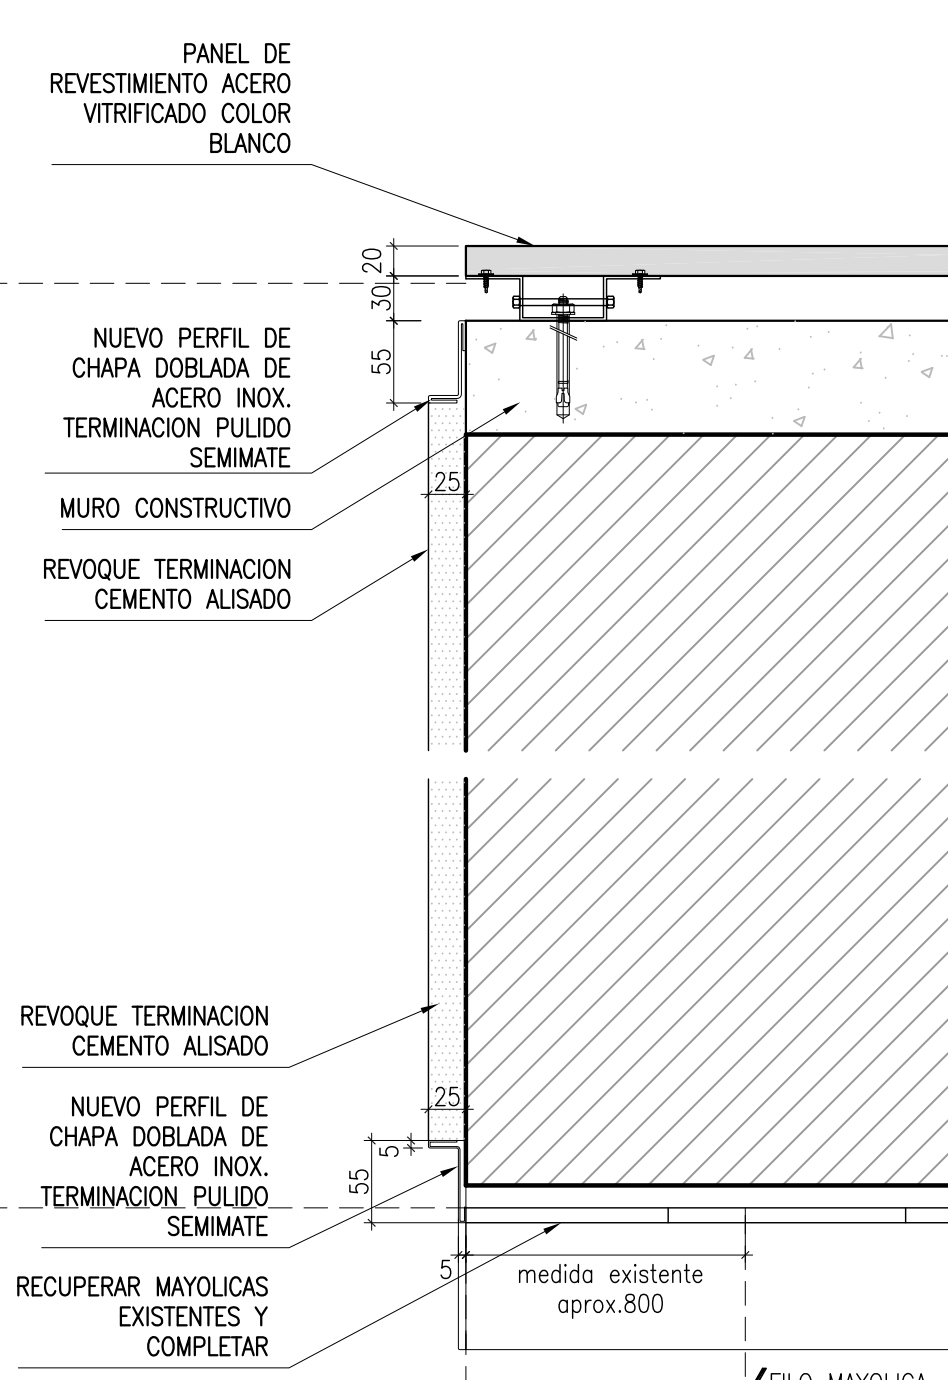 PANEL DE
REVESTIMIENTO ACERO
VITRIFICADO COLOR
BLANCO
20
30
55
NUEVO PERFIL DE
CHAPA DOBLADA DE
ACERO INOX.
TERMINACION PULIDO
SEMIMATE
25
MURO CONSTRUCTIVO
REVOQUE TERMINACION
CEMENTO ALISADO
REVOQUE TERMINACION
CEMENTO ALISADO
25
NUEVO PERFIL DE
CHAPA DOBLADA DE
ACERO INOX.
TERMINACION PULIDO
SEMIMATE
5
55
5
medida existente
aprox.800
RECUPERAR MAYOLICAS
EXISTENTES Y
COMPLETAR
FILO MAYOLICA